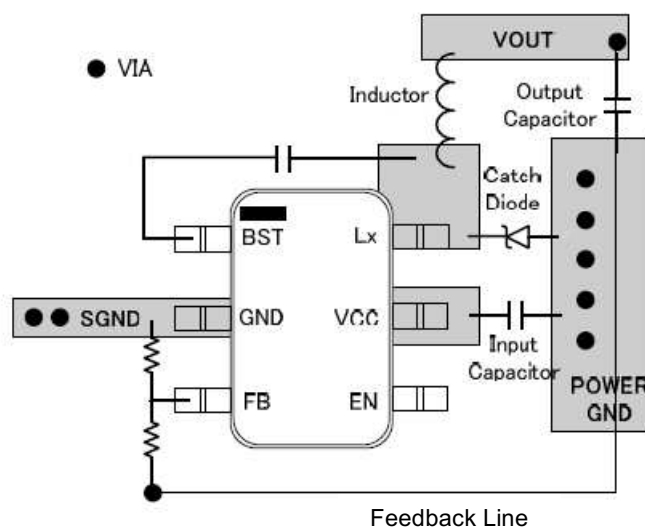 VOUT
VIA
Inductor
Output
Capacitor
Catch
Diode
BST
Lx
SGND
GND
VCC
Input
Capacitor
FB
EN
POWER
GND
Feedback Line